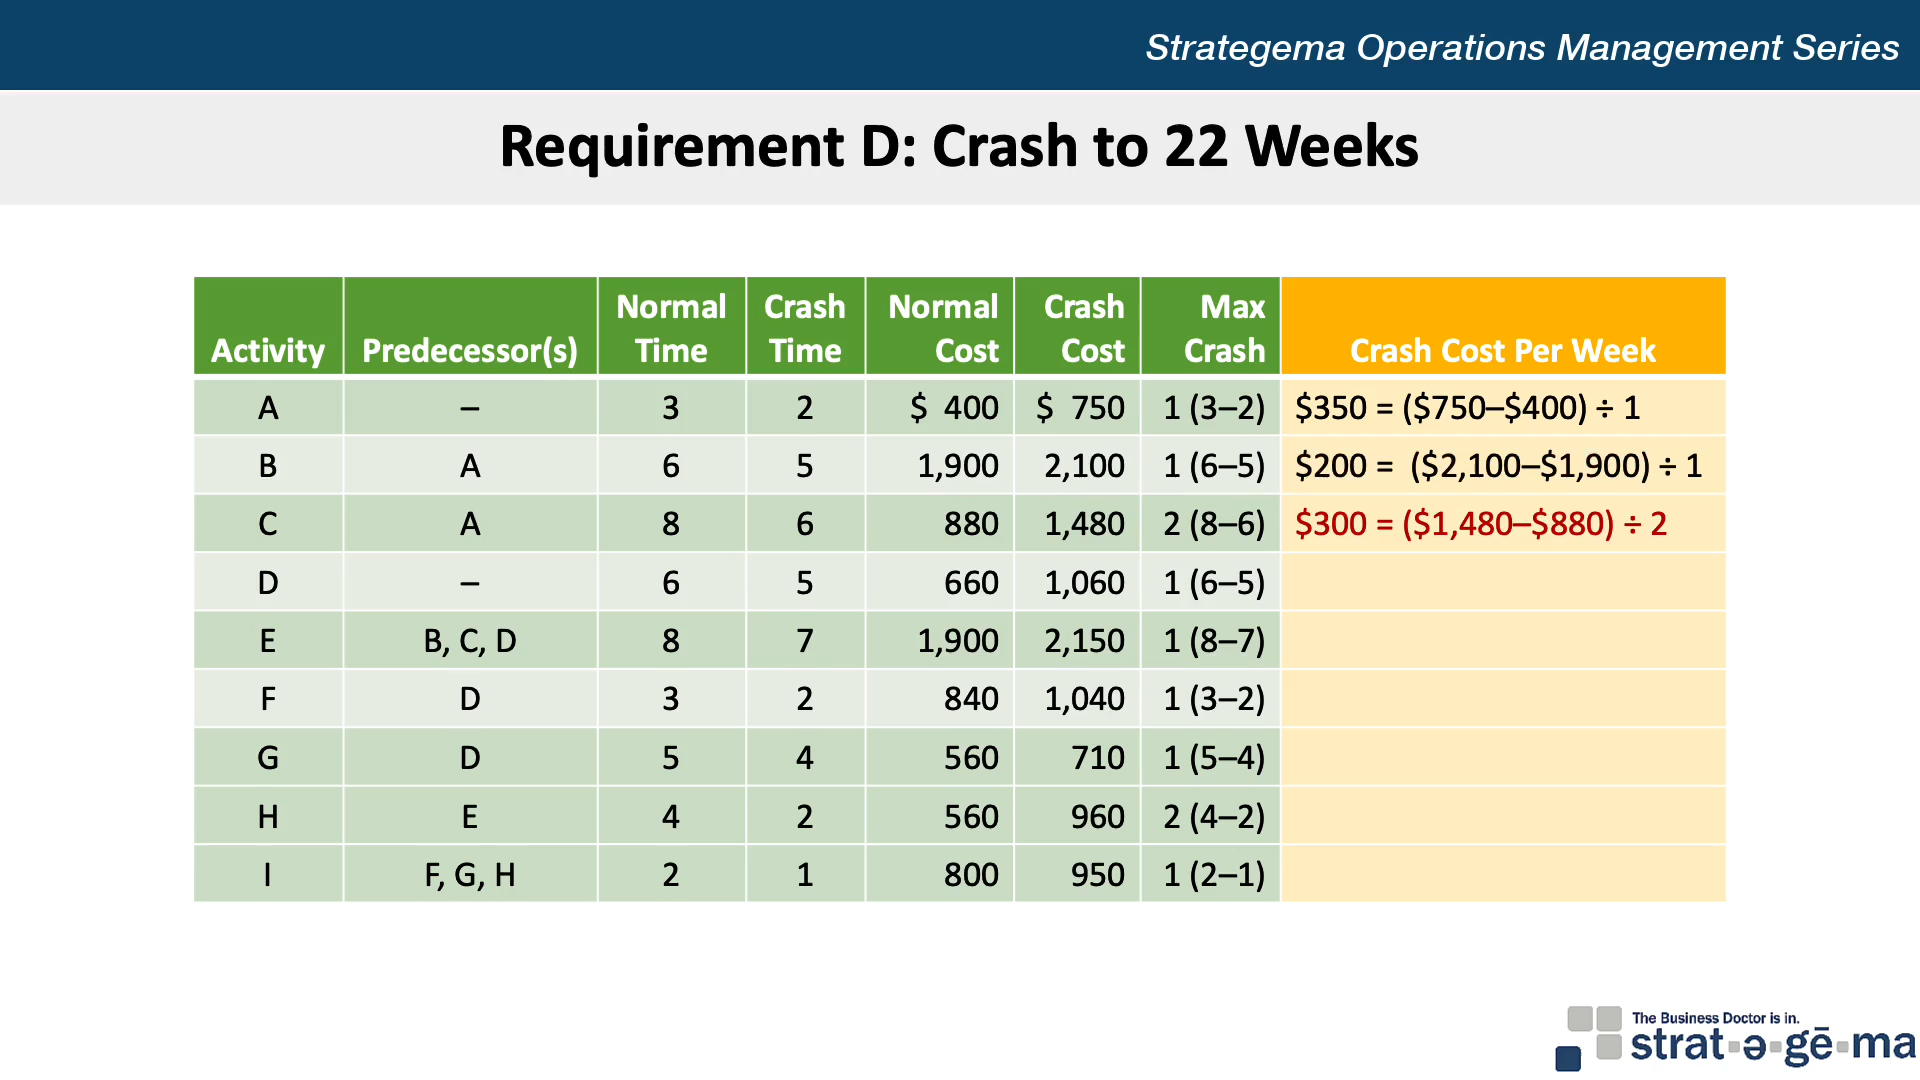 Strategema Operations Management Series
Requirement D: Crash to 22 Weeks
Activity Predecessor(s) Normal Time Crash Time Normal Cost Crash Cost Max Crash Crash Cost Per Week
A – 3 2 $ 400 $ 750 1 (3–2) $350 = ($750–$400) ÷ 1
B A 6 5 1,900 2,100 1 (6–5) $200 = ($2,100–$1,900) ÷ 1
C A 8 6 880 1,480 2 (8–6) $300 = ($1,480–$880) ÷ 2
D – 6 5 660 1,060 1 (6–5)
E B, C, D 8 7 1,900 2,150 1 (8–7)
F D 3 2 840 1,040 1 (3–2)
G D 5 4 560 710 1 (5–4)
H E 4 2 560 960 2 (4–2)
I F, G, H 2 1 800 950 1 (2–1)
The Business Doctor is in.
strat▪ə▪gē▪ma